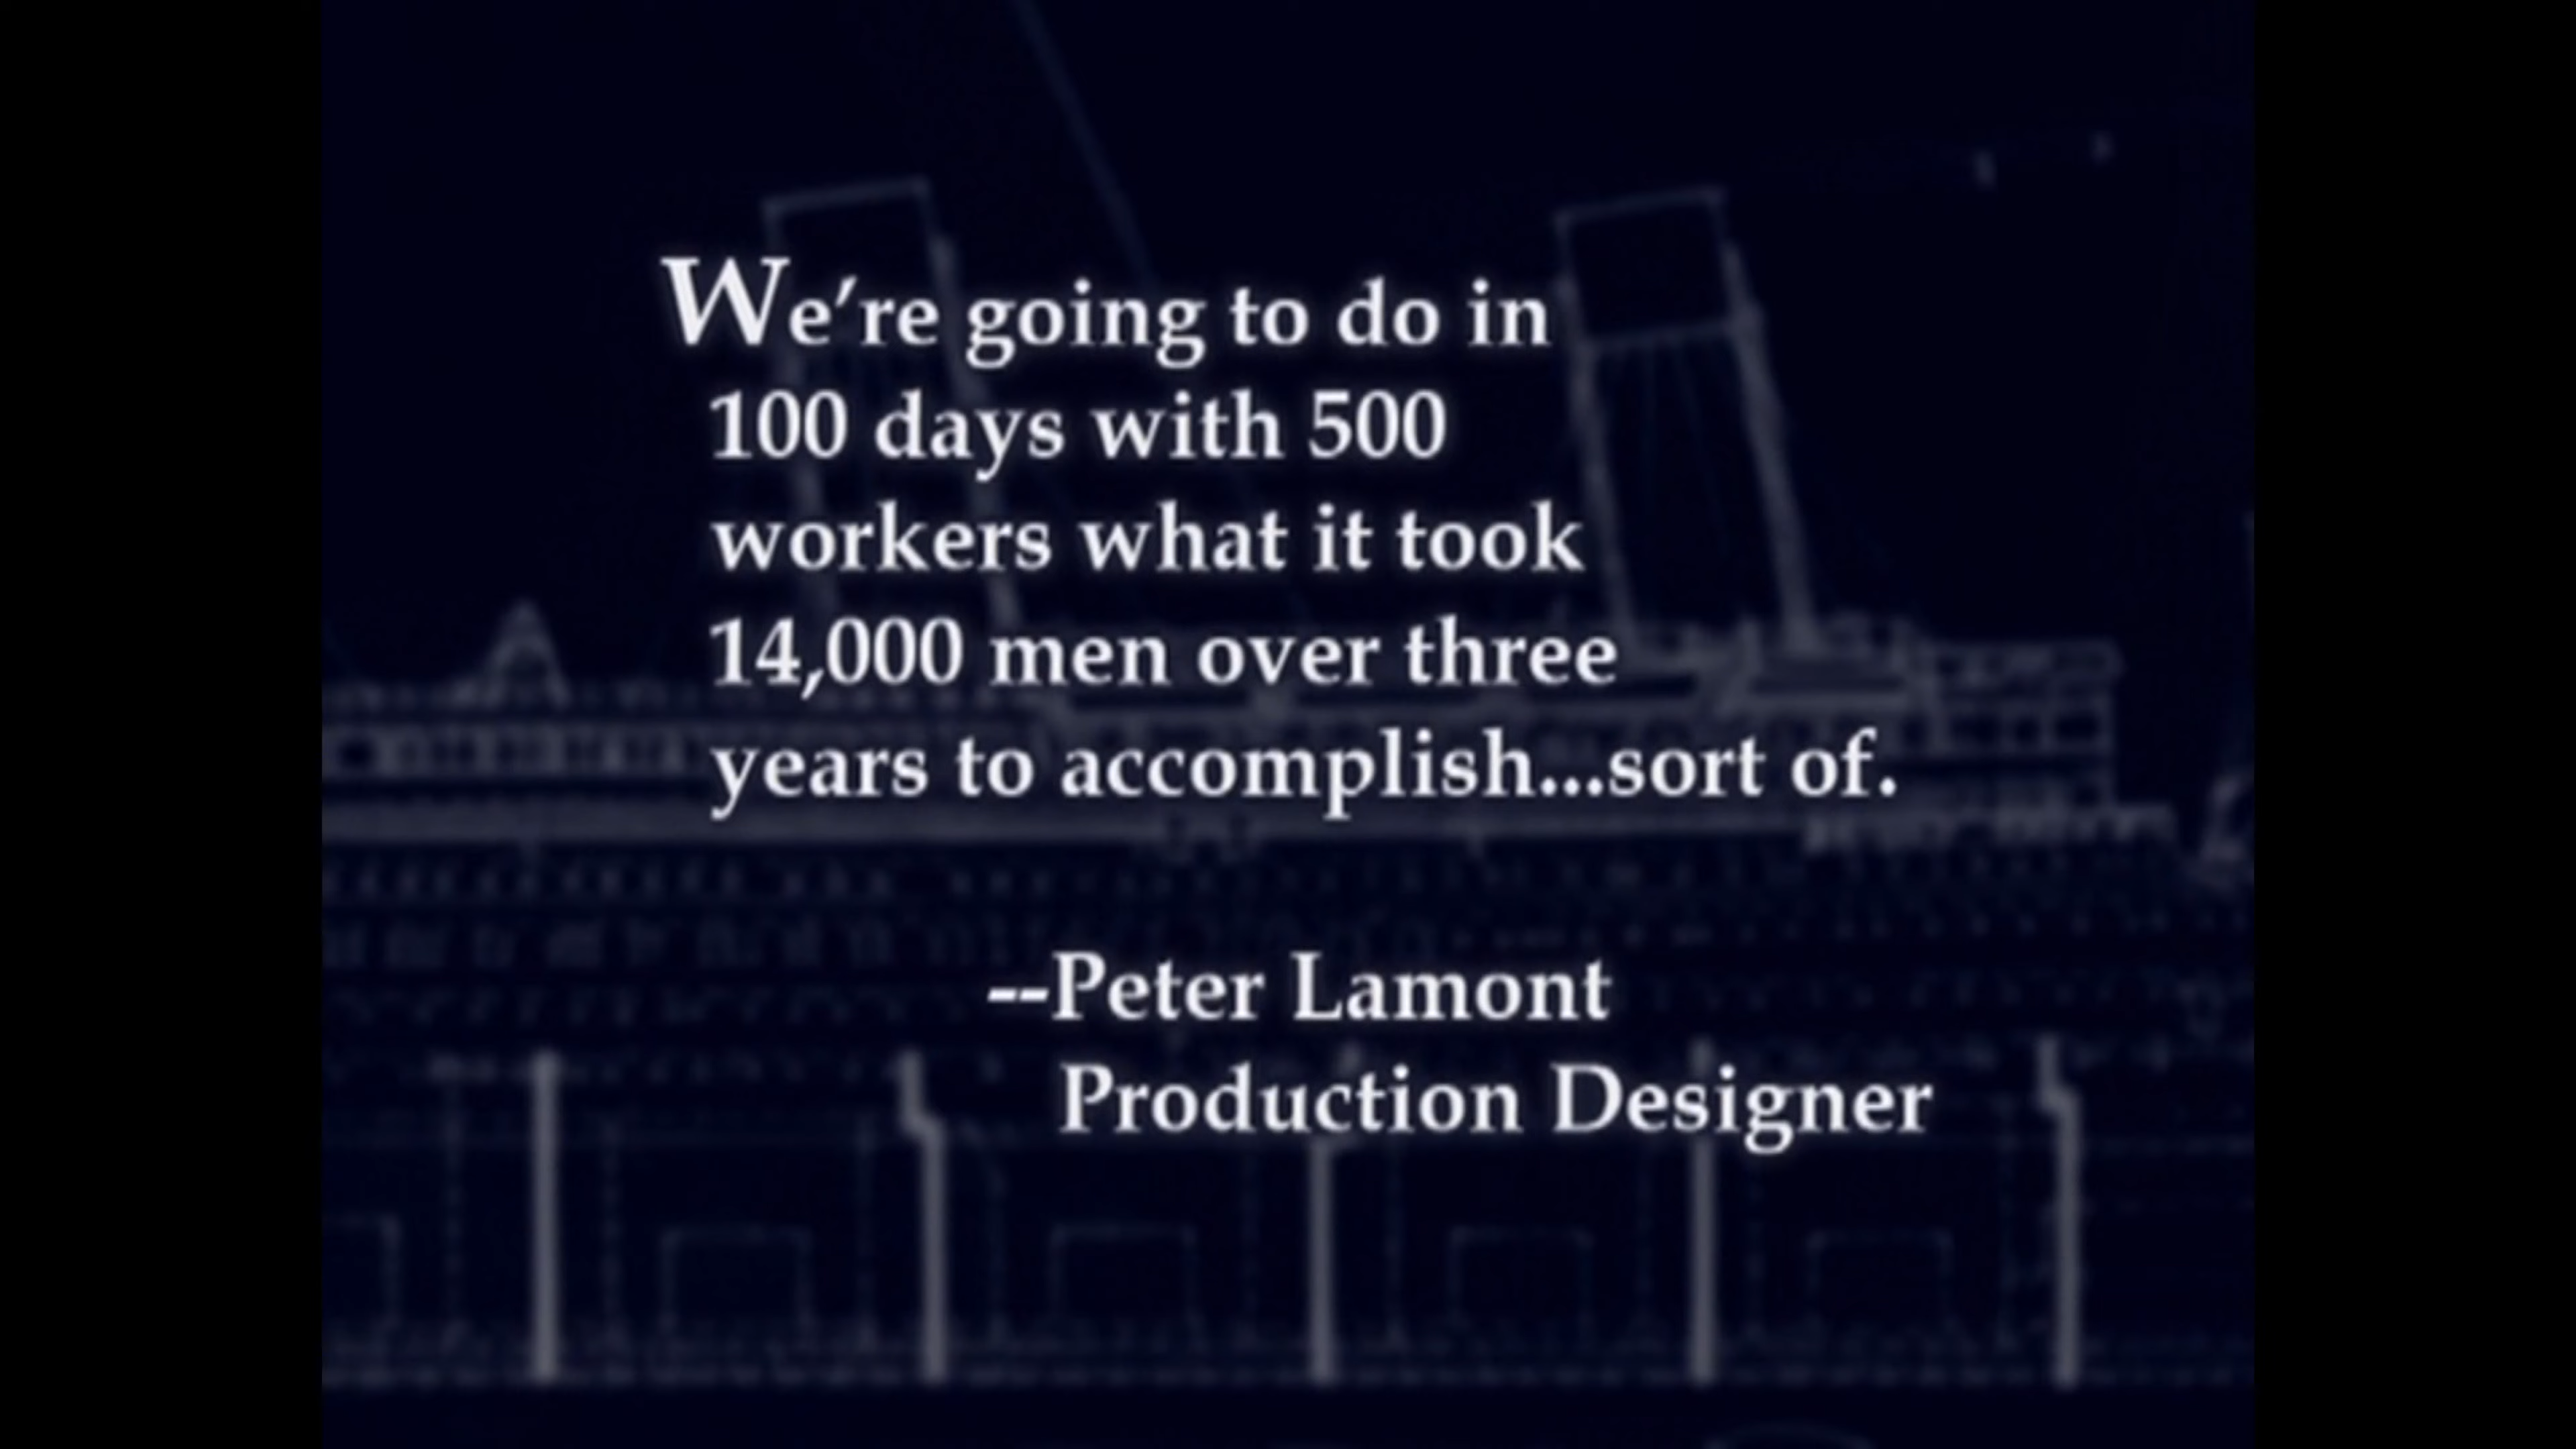 We're going to do in
100 days with 500
workers what it took
14,000 men over three
years to accomplish...sort of.
--Peter Lamont
Production Designer